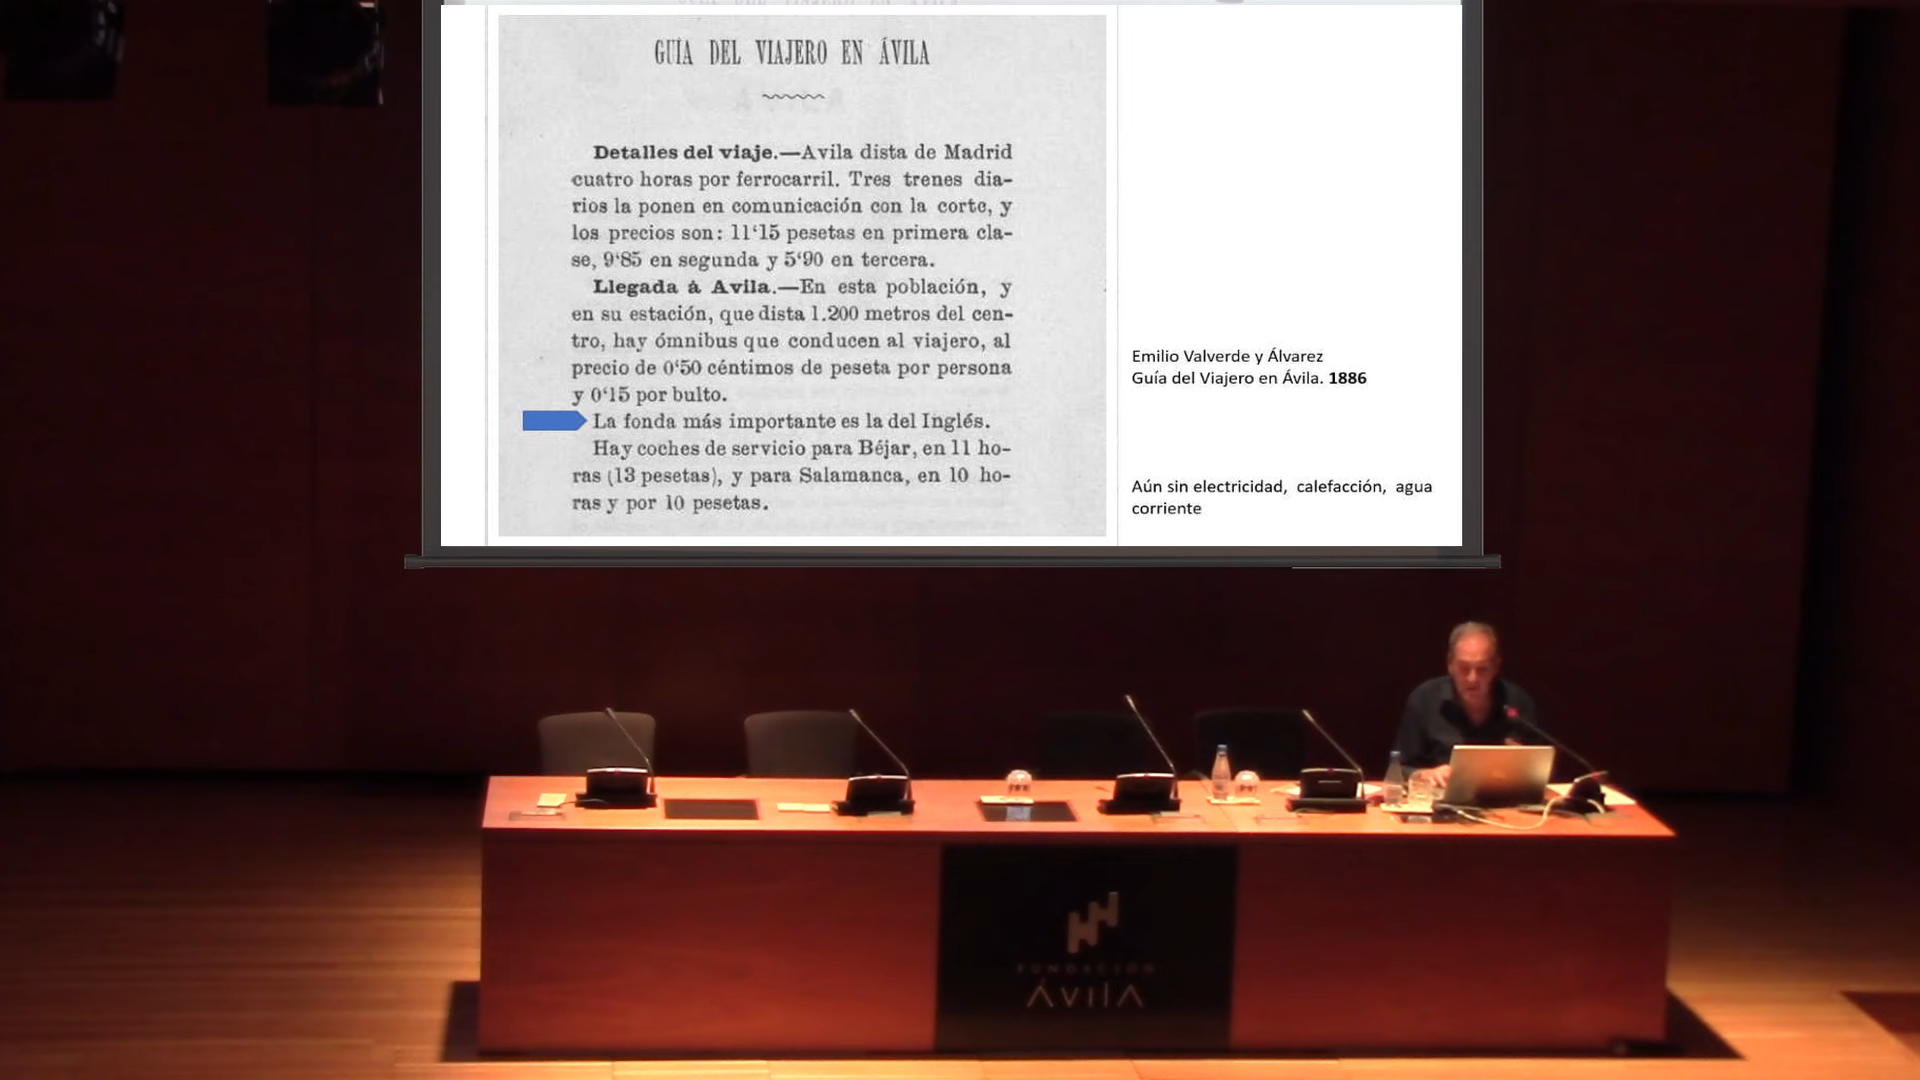 GUÍA DEL VIAJERO EN ÁVILA
Detalles del viaje.—Avila dista de Madrid
cuatro horas por ferrocarril. Tres trenes dia-
rios la ponen en comunicación con la corte, y
los precios son: 11‘15 pesetas en primera cla-
se, 9‘85 en segunda y 5‘90 en tercera.
Llegada á Avila.—En esta población, y
en su estación, que dista 1.200 metros del cen-
tro, hay ómnibus que conducen al viajero, al
precio de 0‘50 céntimos de peseta por persona
y 0‘15 por bulto.
La fonda más importante es la del Inglés.
Hay coches de servicio para Béjar, en 11 ho-
ras (13 pesetas), y para Salamanca, en 10 ho-
ras y por 10 pesetas.
Emilio Valverde y Álvarez
Guía del Viajero en Ávila. 1886
Aún sin electricidad, calefacción, agua
corriente
FUNDACIÓN
ÁVILA